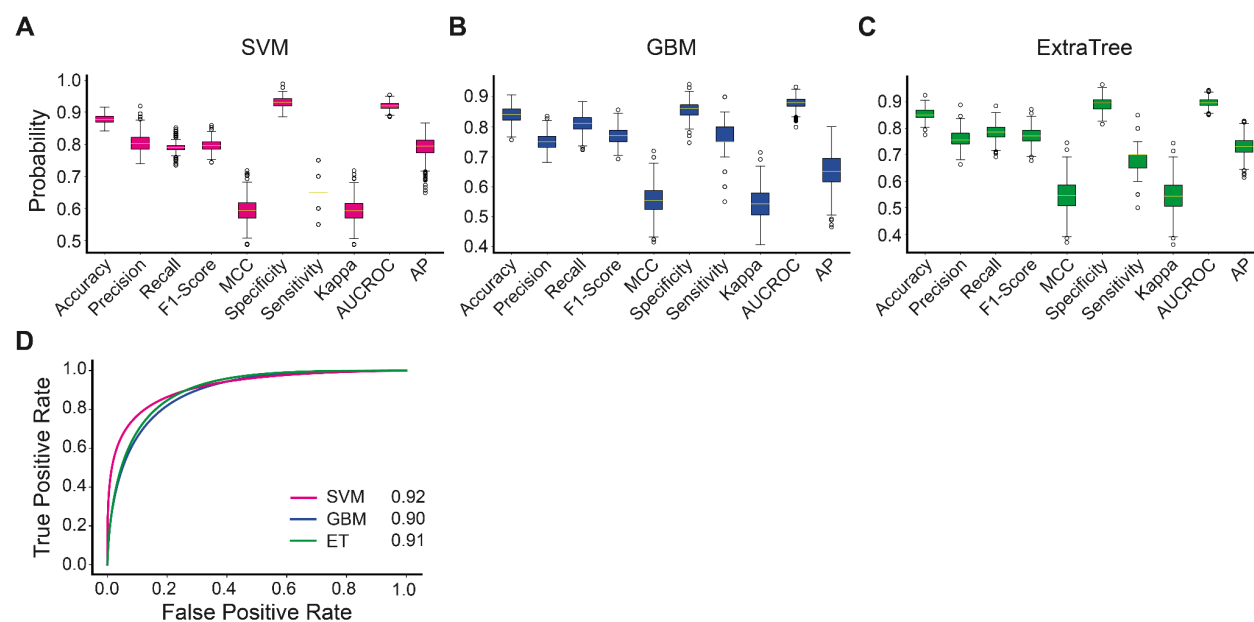 A
SVM
Probability
1.0
0.9
0.8
0.7
0.6
0.5
Accuracy
Precision
Recall
F1-Score
MCC
Specificity
Sensitivity
Kappa
AUCROC
AP
B
GBM
0.9
0.8
0.7
0.6
0.5
0.4
Accuracy
Precision
Recall
F1-Score
MCC
Specificity
Sensitivity
Kappa
AUCROC
AP
C
ExtraTree
0.9
0.8
0.7
0.6
0.5
0.4
Accuracy
Precision
Recall
F1-Score
MCC
Specificity
Sensitivity
Kappa
AUCROC
AP
D
True Positive Rate
1.0
0.8
0.6
0.4
0.2
0.0
SVM 0.92
GBM 0.90
ET 0.91
0.0 0.2 0.4 0.6 0.8 1.0
False Positive Rate